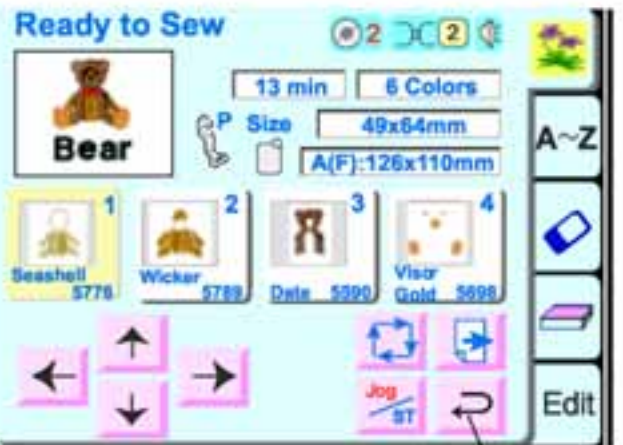 Ready to Sew
2
2
13 min
6 Colors
Bear
P
Size
49x64mm
A(F):126x110mm
A~Z
1
Seashell
5776
2
Wicker
5789
3
Date
5590
4
Visor
Gold
5698
Jog
/ST
Edit